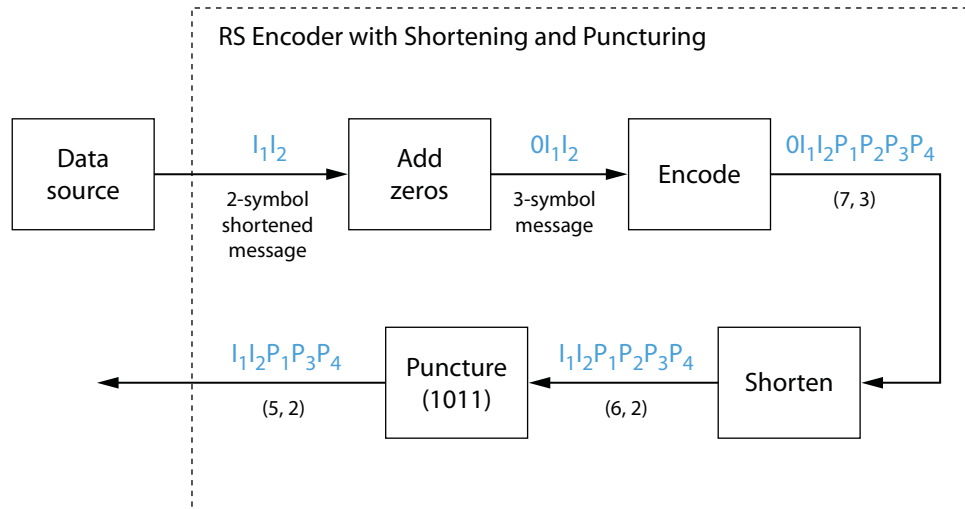 RS Encoder with Shortening and Puncturing
Data
source
I₁I₂
2-symbol
shortened
message
Add
zeros
0I₁I₂
3-symbol
message
Encode
0I₁I₂P₁P₂P₃P₄
(7, 3)
Shorten
I₁I₂P₁P₂P₃P₄
(6, 2)
Puncture
(1011)
I₁I₂P₁P₃P₄
(5, 2)